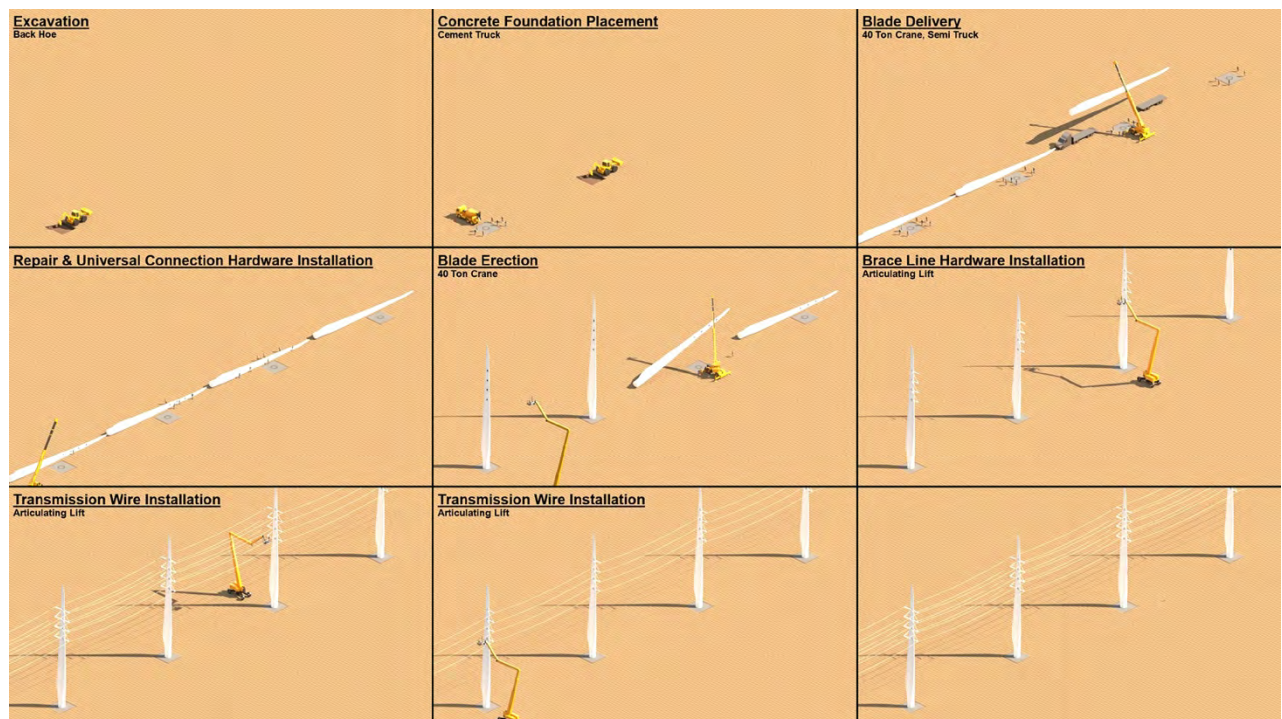 Excavation
Back Hoe
Concrete Foundation Placement
Cement Truck
Blade Delivery
40 Ton Crane, Semi Truck
Repair & Universal Connection Hardware Installation
Blade Erection
40 Ton Crane
Brace Line Hardware Installation
Articulating Lift
Transmission Wire Installation
Articulating Lift
Transmission Wire Installation
Articulating Lift